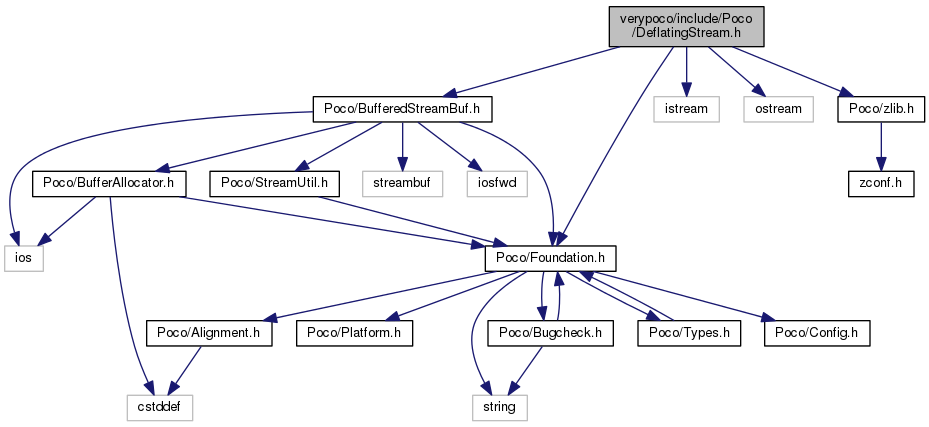 verypoco/include/Poco
/DeflatingStream.h
Poco/BufferedStreamBuf.h
istream
ostream
Poco/zlib.h
Poco/BufferAllocator.h
Poco/StreamUtil.h
streambuf
iosfwd
zconf.h
ios
Poco/Foundation.h
Poco/Alignment.h
Poco/Platform.h
Poco/Bugcheck.h
Poco/Types.h
Poco/Config.h
cstddef
string